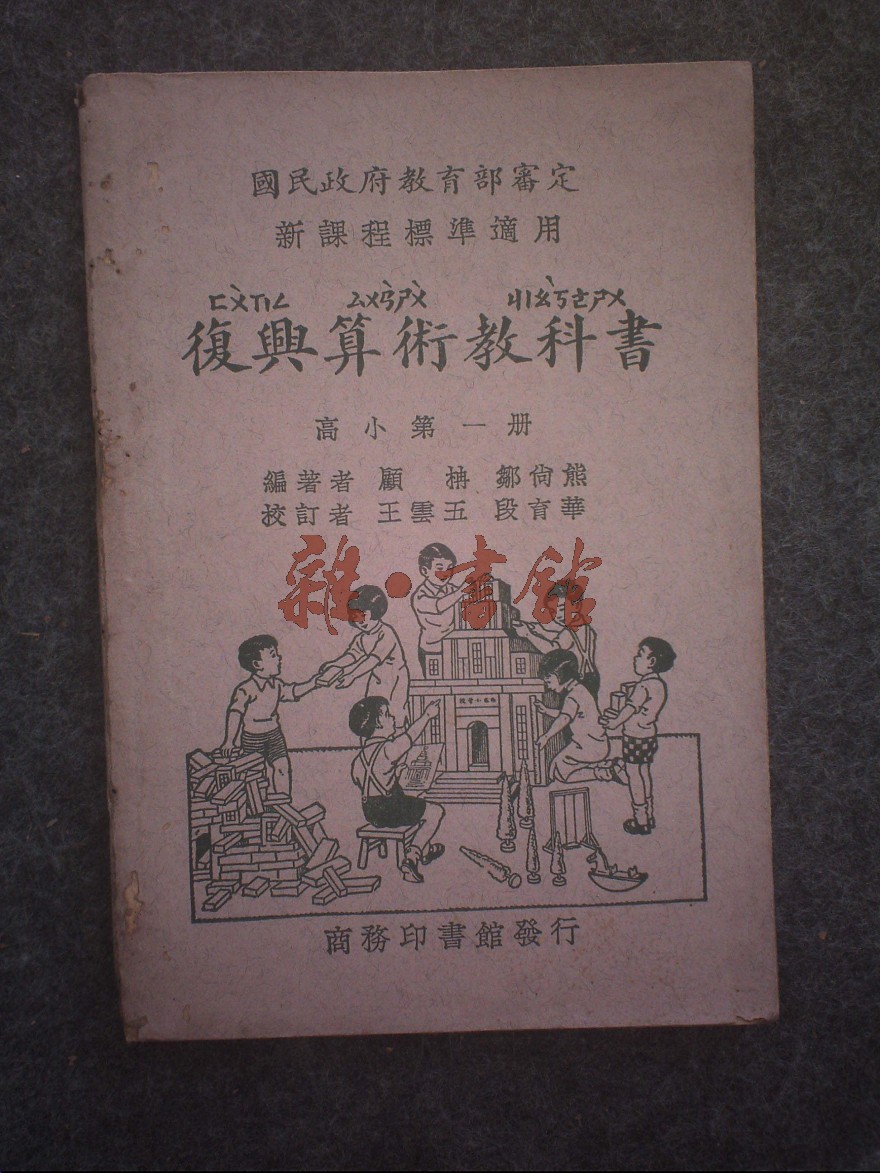 國民政府教育部審定
新課程標準適用
ㄈㄨˋㄒㄧㄥ ㄙㄨㄢˋㄕㄨˋ ㄐㄧㄠˋㄎㄜㄕㄨ
復興算術教科書
高小第一册
編著者 顧 枬 鄒尙熊
校訂者 王雲五 段育華
雜·書館
商務印書館發行